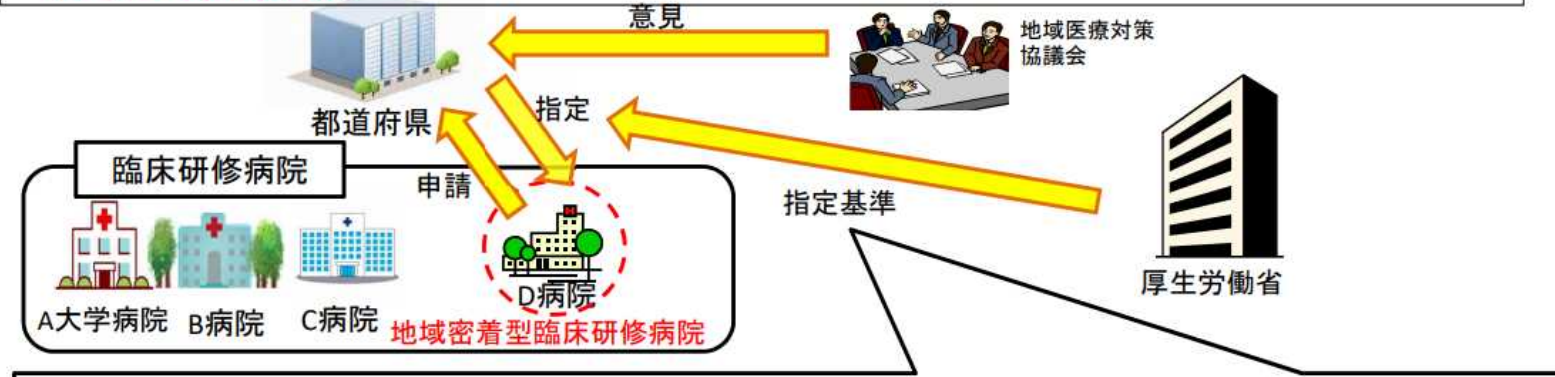 意見
地域医療対策
協議会
都道府県
指定
臨床研修病院
申請
指定基準
厚生労働省
D病院
A大学病院
B病院
C病院
地域密着型臨床研修病院